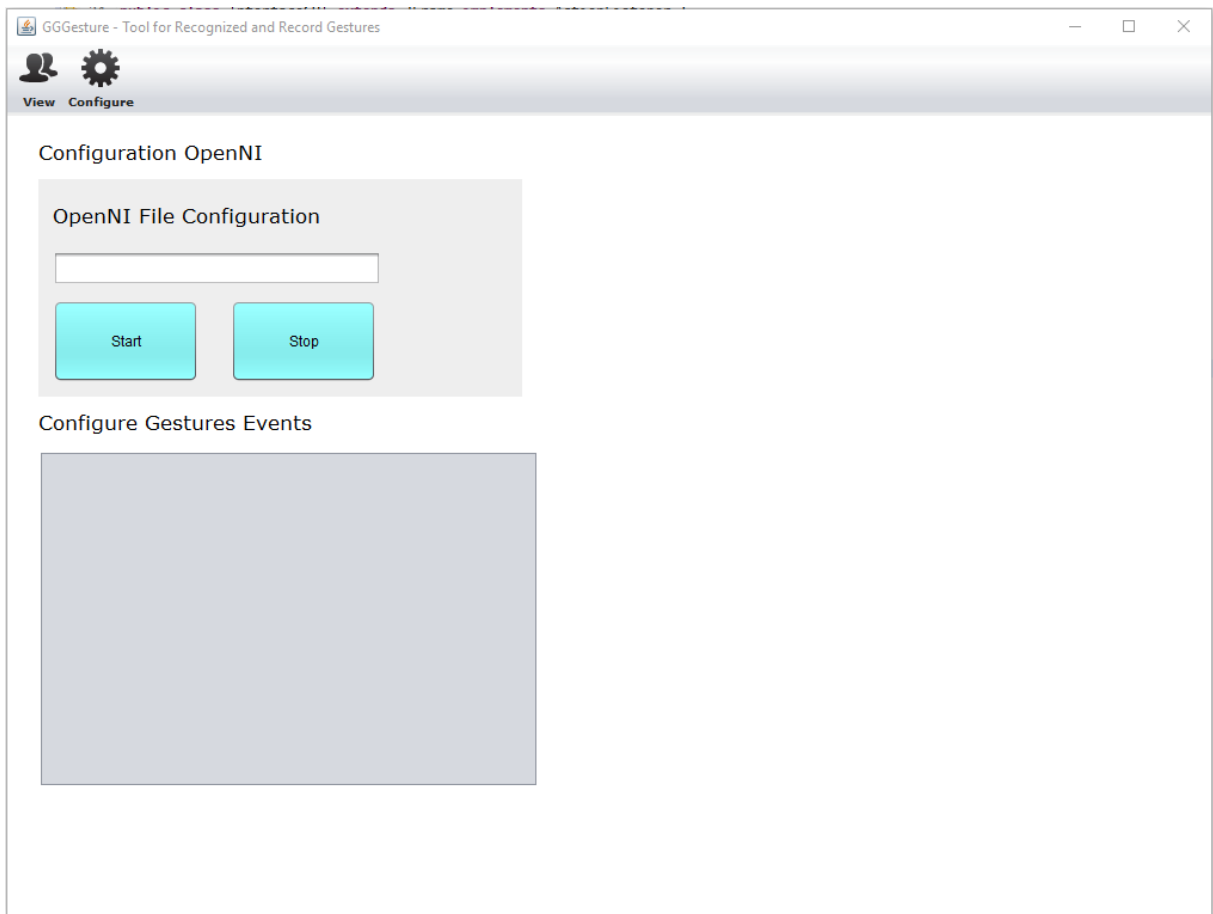 GGGesture - Tool for Recognized and Record Gestures
View Configure
Configuration OpenNI
OpenNI File Configuration
Start Stop
Configure Gestures Events